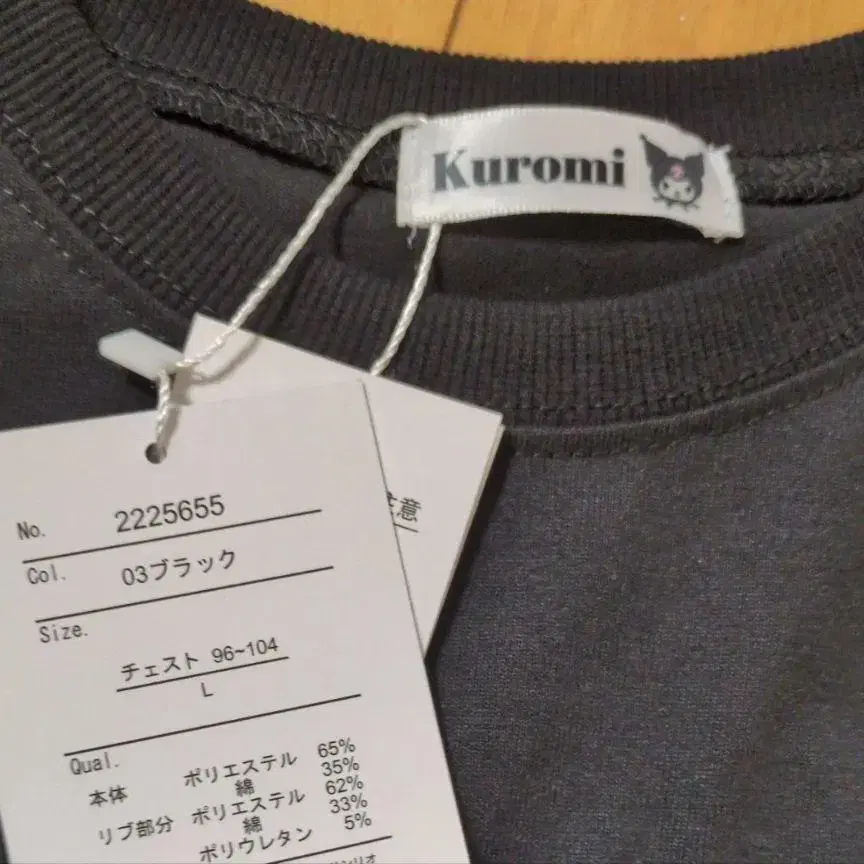 Kuromi
No. 2225655
Col. 03ブラック
Size.
チェスト 96~104
L
Qual.
本体 ポリエステル 65%
綿 35%
リブ部分 ポリエステル 62%
綿 33%
ポリウレタン 5%
意